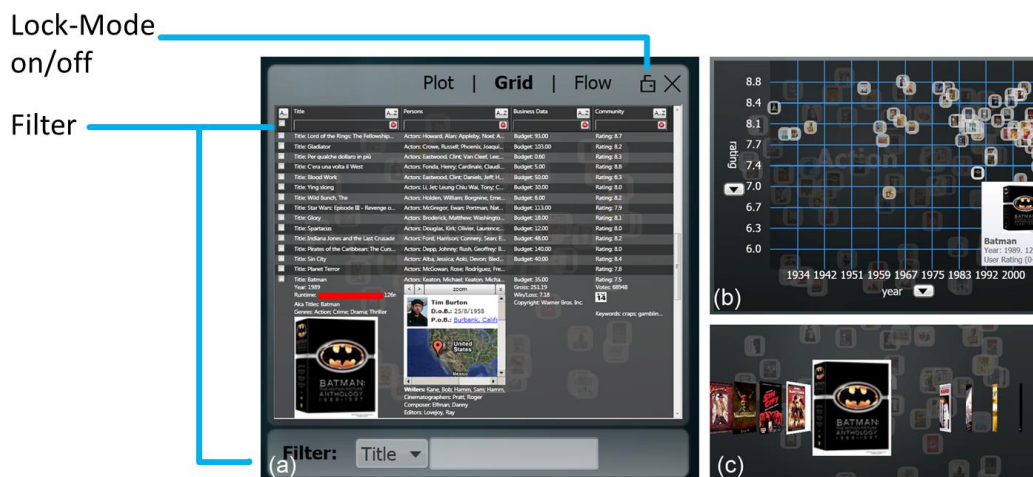 Lock-Mode
on/off
Filter
Plot | Grid | Flow
Title A..Z Persons A..Z Business Data A..Z Community A..Z
Title: Lord of the Rings: The Fellowship... Actors: Howard, Alan; Appleby, Noel; A... Budget: 93.00 Rating: 8.7
Title: Gladiator Actors: Crowe, Russell; Phoenix, Joaqui... Budget: 103.00 Rating: 8.2
Title: Per qualche dollaro in più Actors: Eastwood, Clint; Van Cleef, Lee;... Budget: 0.60 Rating: 8.3
Title: C'era una volta il West Actors: Fonda, Henry; Cardinale, Claudi... Budget: 5.00 Rating: 8.8
Title: Blood Work Actors: Eastwood, Clint; Daniels, Jeff; H... Budget: 50.00 Rating: 6.3
Title: Ying xiong Actors: Li, Jet; Leung Chiu Wai, Tony; C... Budget: 30.00 Rating: 8.0
Title: Wild Bunch, The Actors: Holden, William; Borgnine, Erne... Budget: 6.00 Rating: 8.2
Title: Star Wars: Episode III - Revenge o... Actors: McGregor, Ewan; Portman, Nat... Budget: 113.00 Rating: 7.9
Title: Glory Actors: Broderick, Matthew; Washingto... Budget: 18.00 Rating: 8.1
Title: Spartacus Actors: Douglas, Kirk; Olivier, Laurence;... Budget: 12.00 Rating: 8.0
Title: Indiana Jones and the Last Crusade Actors: Ford, Harrison; Connery, Sean; E... Budget: 48.00 Rating: 8.2
Title: Pirates of the Caribbean: The Curs... Actors: Depp, Johnny; Rush, Geoffrey; B... Budget: 140.00 Rating: 8.0
Title: Sin City Actors: Alba, Jessica; Aoki, Devon; Bled... Budget: 40.00 Rating: 8.4
Title: Planet Terror Actors: McGowan, Rose; Rodriguez, Fre... Rating: 7.8
Title: Batman Actors: Keaton, Michael; Keaton, Micha... Budget: 35.00 Rating: 7.5
Year: 1989 Gross: 251.19 Votes: 68948
Runtime: 126 zoom Win/Loss: 7.18 14
Aka Titles: Batman Copyright: Warner Bros. Inc.
Genres: Action; Crime; Drama; Thriller Keywords: craps; gamblin...
Tim Burton
D.o.B.: 25/8/1958
P.o.B.: Burbank, Calif
United
States
Mexico
BATMAN:
THE MOTION PICTURE
ANTHOLOGY
1989-1997
Writers: Kane, Bob; Hamm, Sam; Hamm,
Cinematographers: Pratt, Roger
Composer: Elfman, Danny
Editors: Lovejoy, Ray
Filter: Title
(a)
8.8
8.4
8.1
7.7
7.4
7.0
6.7
6.3
6.0
rating
Action
Batman
Year: 1989. 12
User Rating (0-
1934 1942 1951 1959 1967 1975 1983 1992 2000
year
(b)
BATMAN:
ANTHOLOGY
1989-1997
(c)